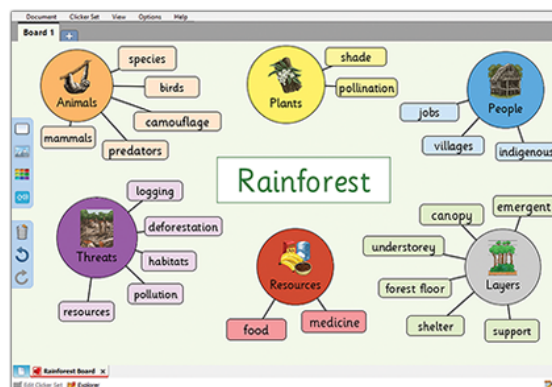 Document Clicker Set View Options Help
Board 1
Animals
species
birds
camouflage
predators
mammals
Plants
shade
pollination
People
jobs
villages
indigenous
Rainforest
Threats
logging
deforestation
habitats
pollution
resources
Resources
food
medicine
Layers
canopy
emergent
understorey
forest floor
shelter
support
Rainforest Board X
Edit Clicker Set Explorer